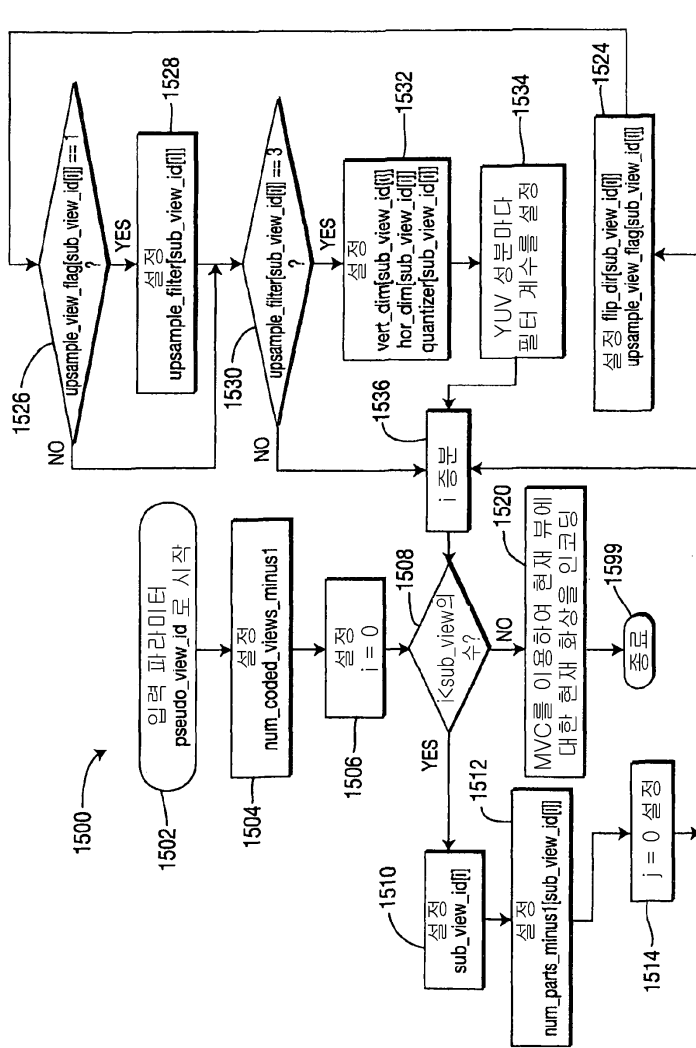 1500
1502
입력 파라미터
pseudo_view_id 로 시작
1504
설정
num_coded_views_minus1
1506
설정
i = 0
1508
i<sub_view의
수?
YES
NO
1510
설정
sub_view_id[i]
1512
설정
num_parts_minus1[sub_view_id[i]]
1514
j = 0 설정
1520
MVC를 이용하여 현재 뷰에
대한 현재 화상을 인코딩
1599
종료
1526
upsample_view_flag[sub_view_id[i]] == 1
?
NO
YES
1528
설정
upsample_filter[sub_view_id[i]]
1530
upsample_filter[sub_view_id[i]] == 3
?
NO
YES
1532
설정
vert_dim[sub_view_id[i]]
hor_dim[sub_view_id[i]]
quantizer[sub_view_id[i]]
1534
YUV 성분마다
필터 계수를 설정
1536
i 증분
1524
설정 flip_dir[sub_view_id[i]]
upsample_view_flag[sub_view_id[i]]